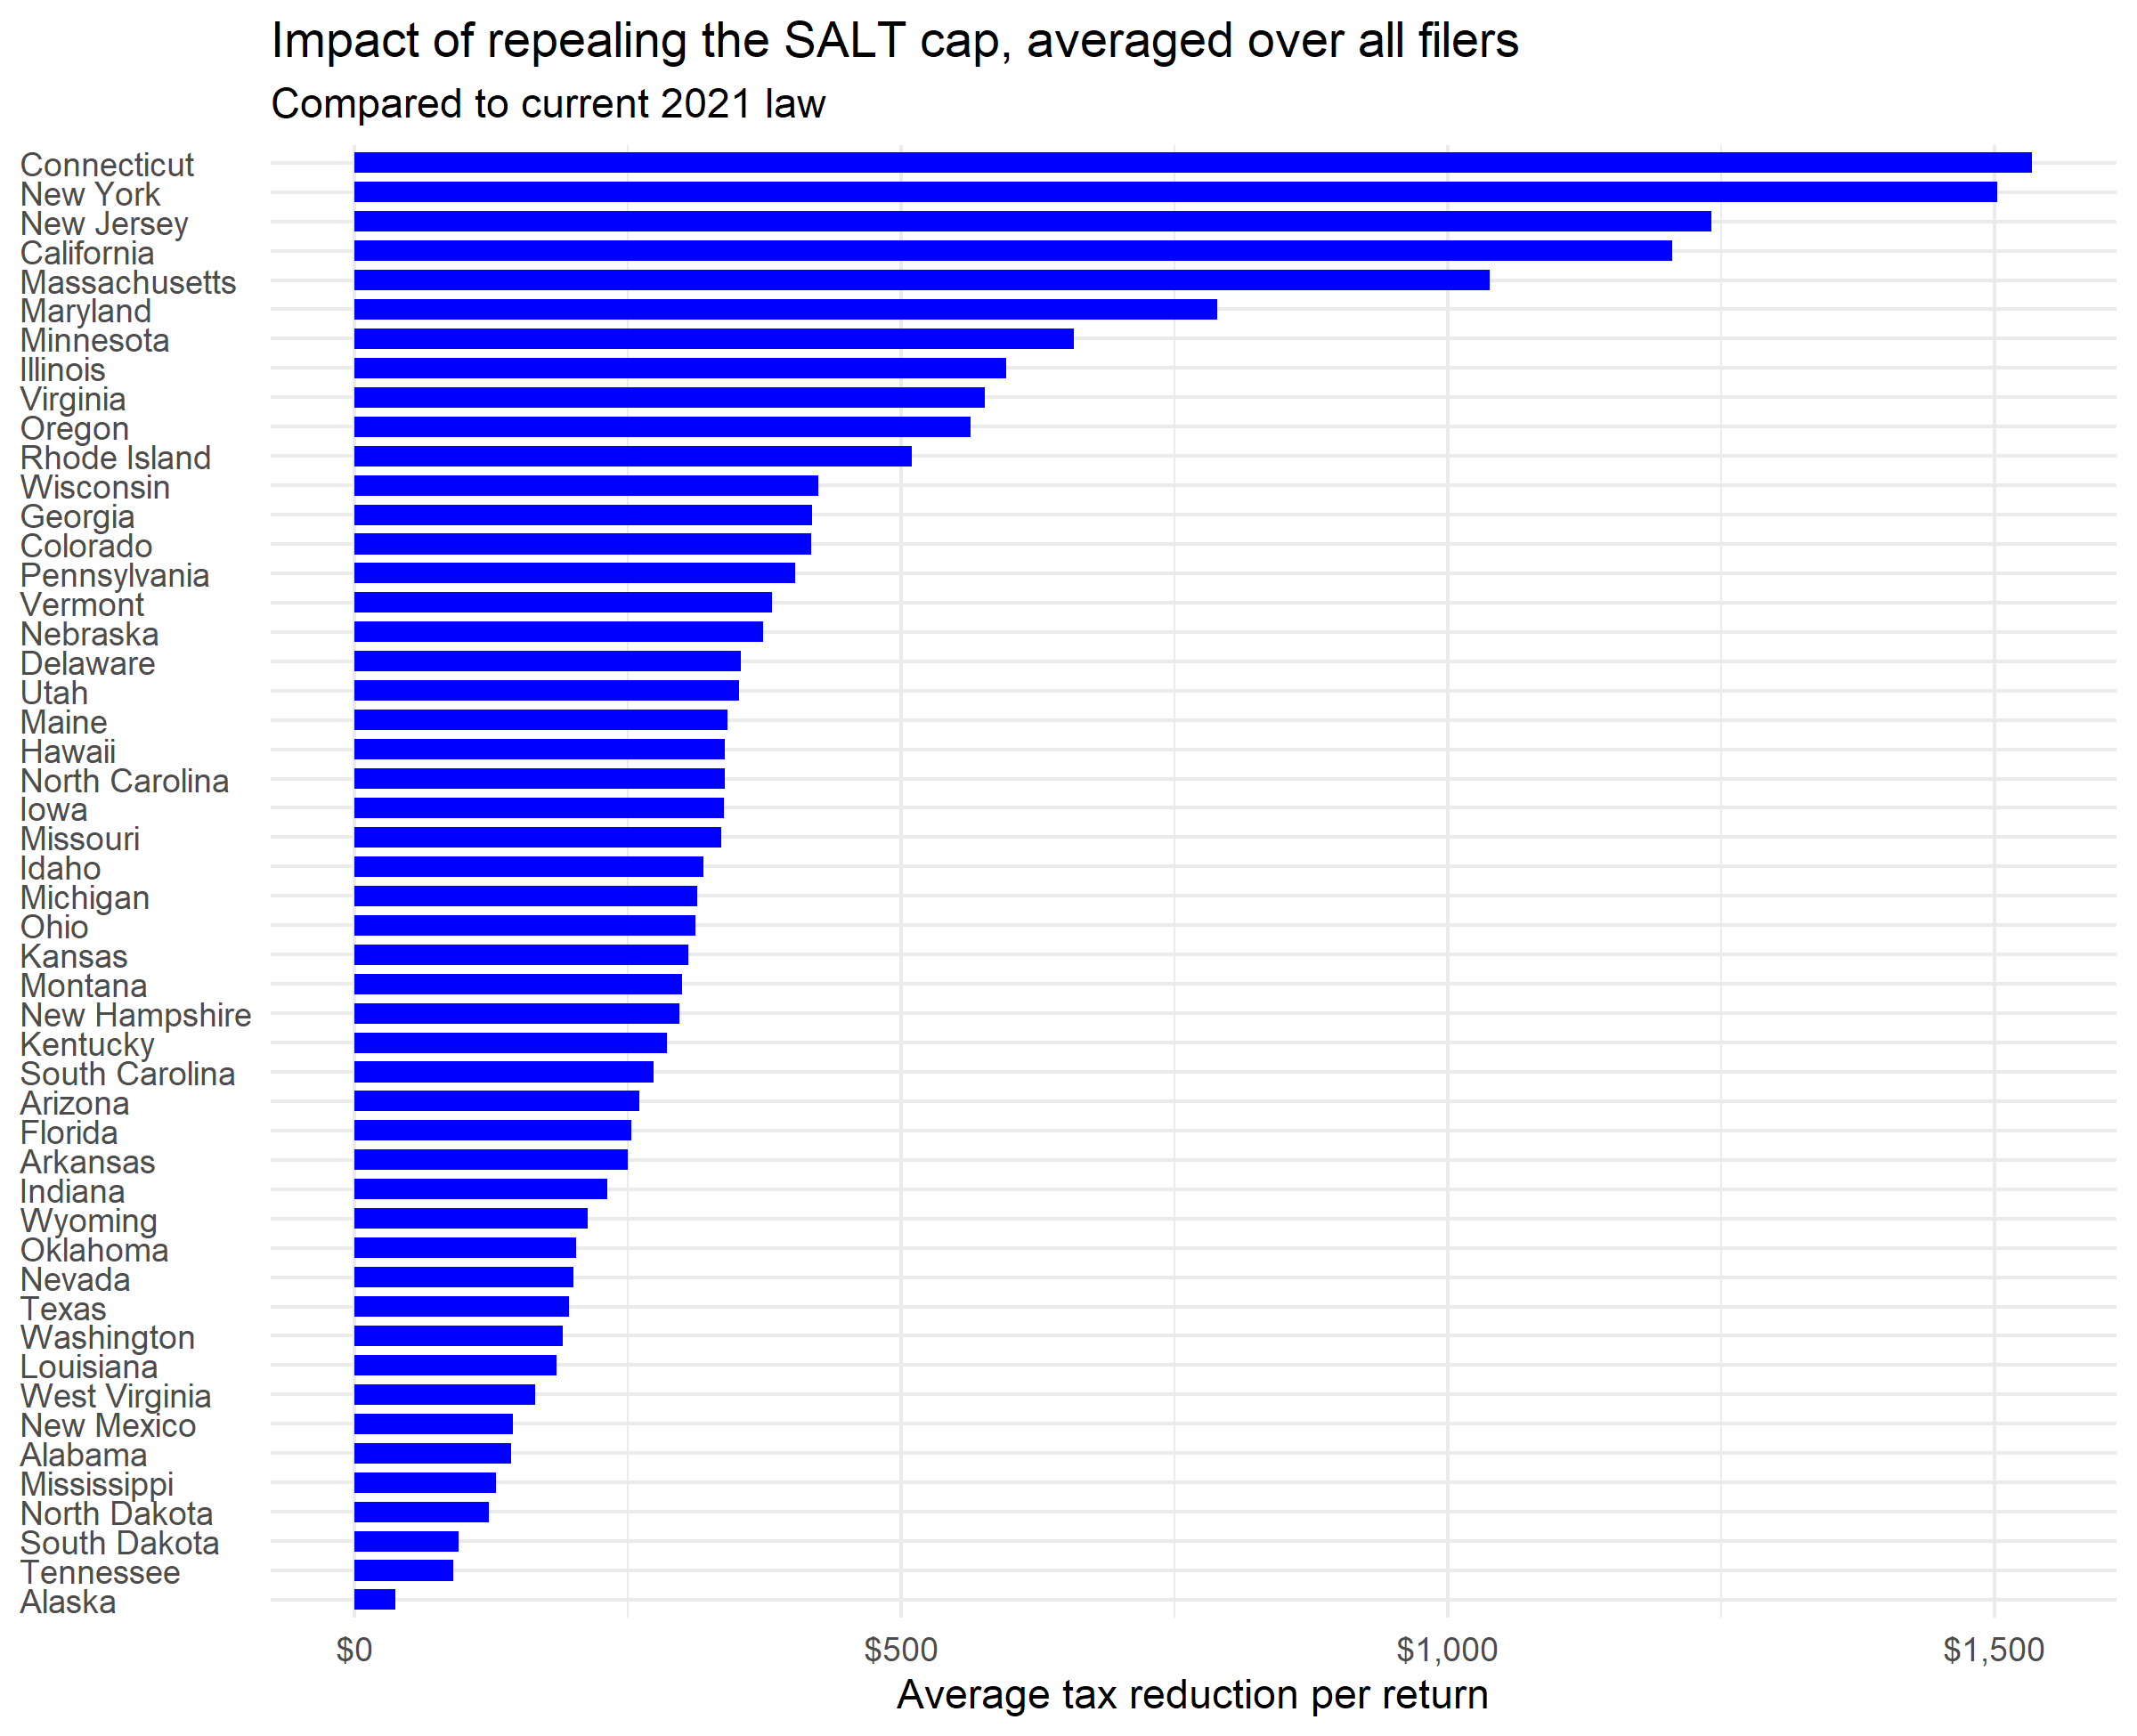 Impact of repealing the SALT cap, averaged over all filers
Compared to current 2021 law
Connecticut
New York
New Jersey
California
Massachusetts
Maryland
Minnesota
Illinois
Virginia
Oregon
Rhode Island
Wisconsin
Georgia
Colorado
Pennsylvania
Vermont
Nebraska
Delaware
Utah
Maine
Hawaii
North Carolina
Iowa
Missouri
Idaho
Michigan
Ohio
Kansas
Montana
New Hampshire
Kentucky
South Carolina
Arizona
Florida
Arkansas
Indiana
Wyoming
Oklahoma
Nevada
Texas
Washington
Louisiana
West Virginia
New Mexico
Alabama
Mississippi
North Dakota
South Dakota
Tennessee
Alaska
$0 $500 $1,000 $1,500
Average tax reduction per return